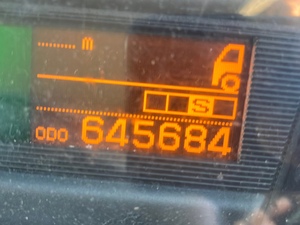 ........ m
S
ODO 645684